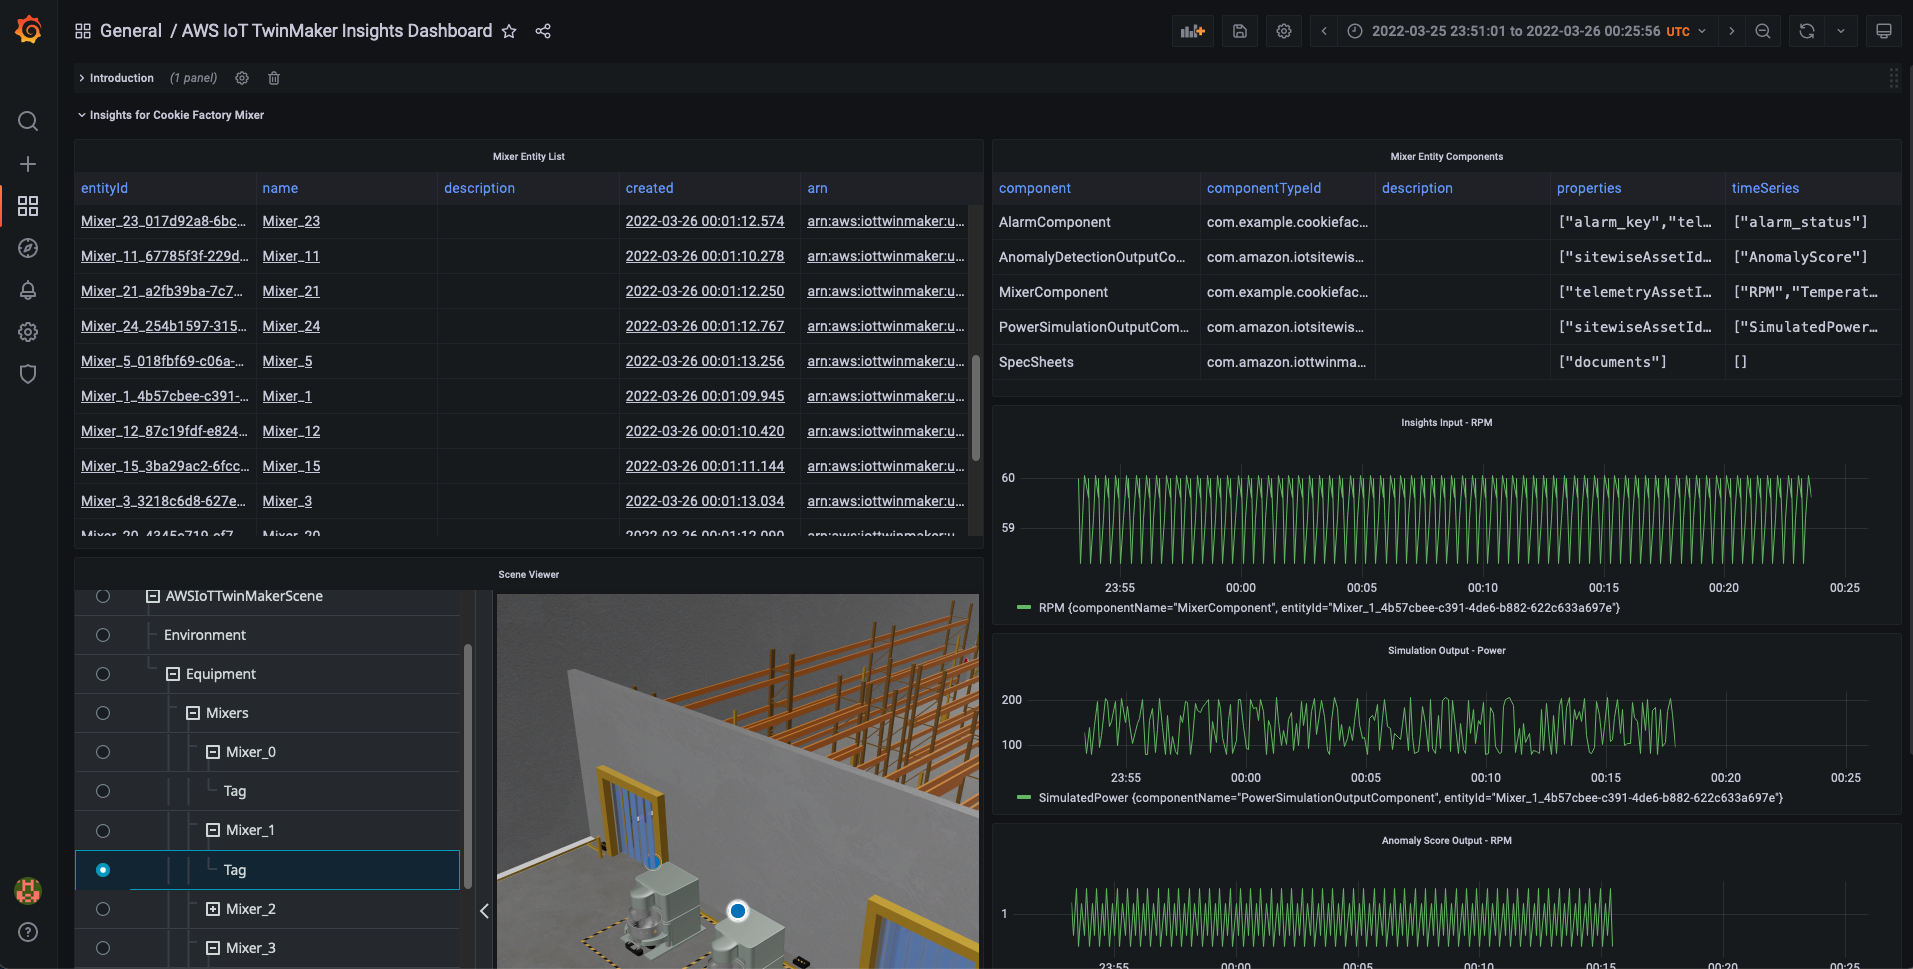 General / AWS IoT TwinMaker Insights Dashboard
2022-03-25 23:51:01 to 2022-03-26 00:25:56 UTC
Introduction (1 panel)
Insights for Cookie Factory Mixer
Mixer Entity List
entityId name description created arn
Mixer_23_017d92a8-6bc... Mixer_23 2022-03-26 00:01:12.574 arn:aws:iottwinmaker:u...
Mixer_11_67785f3f-229d... Mixer_11 2022-03-26 00:01:10.278 arn:aws:iottwinmaker:u...
Mixer_21_a2fb39ba-7c7... Mixer_21 2022-03-26 00:01:12.250 arn:aws:iottwinmaker:u...
Mixer_24_254b1597-315... Mixer_24 2022-03-26 00:01:12.767 arn:aws:iottwinmaker:u...
Mixer_5_018fbf69-c06a-... Mixer_5 2022-03-26 00:01:13.256 arn:aws:iottwinmaker:u...
Mixer_1_4b57cbee-c391-... Mixer_1 2022-03-26 00:01:09.945 arn:aws:iottwinmaker:u...
Mixer_12_87c19fdf-e824... Mixer_12 2022-03-26 00:01:10.420 arn:aws:iottwinmaker:u...
Mixer_15_3ba29ac2-6fcc... Mixer_15 2022-03-26 00:01:11.144 arn:aws:iottwinmaker:u...
Mixer_3_3218c6d8-627e... Mixer_3 2022-03-26 00:01:13.034 arn:aws:iottwinmaker:u...
Mixer_20 2022-03-26 arn:aws:iottwinmaker:u...
Scene Viewer
AWSIoTTwinMakerScene
Environment
Equipment
Mixers
Mixer_0
Tag
Mixer_1
Tag
Mixer_2
Mixer_3
Mixer Entity Components
component componentTypeId description properties timeSeries
AlarmComponent com.example.cookiefac... ["alarm_key","tel... ["alarm_status"]
AnomalyDetectionOutputCo... com.amazon.iotsitewis... ["sitewiseAssetId... ["AnomalyScore"]
MixerComponent com.example.cookiefac... ["telemetryAssetI... ["RPM","Temperat...
PowerSimulationOutputCom... com.amazon.iotsitewis... ["sitewiseAssetId... ["SimulatedPower...
SpecSheets com.amazon.iottwinma... ["documents"] []
Insights Input - RPM
60
59
23:55 00:00 00:05 00:10 00:15 00:20 00:25
RPM {componentName="MixerComponent", entityId="Mixer_1_4b57cbee-c391-4de6-b882-622c633a697e"}
Simulation Output - Power
200
100
23:55 00:00 00:05 00:10 00:15 00:20 00:25
SimulatedPower {componentName="PowerSimulationOutputComponent", entityId="Mixer_1_4b57cbee-c391-4de6-b882-622c633a697e"}
Anomaly Score Output - RPM
1
23:55 00:00 00:05 00:10 00:15 00:20 00:25